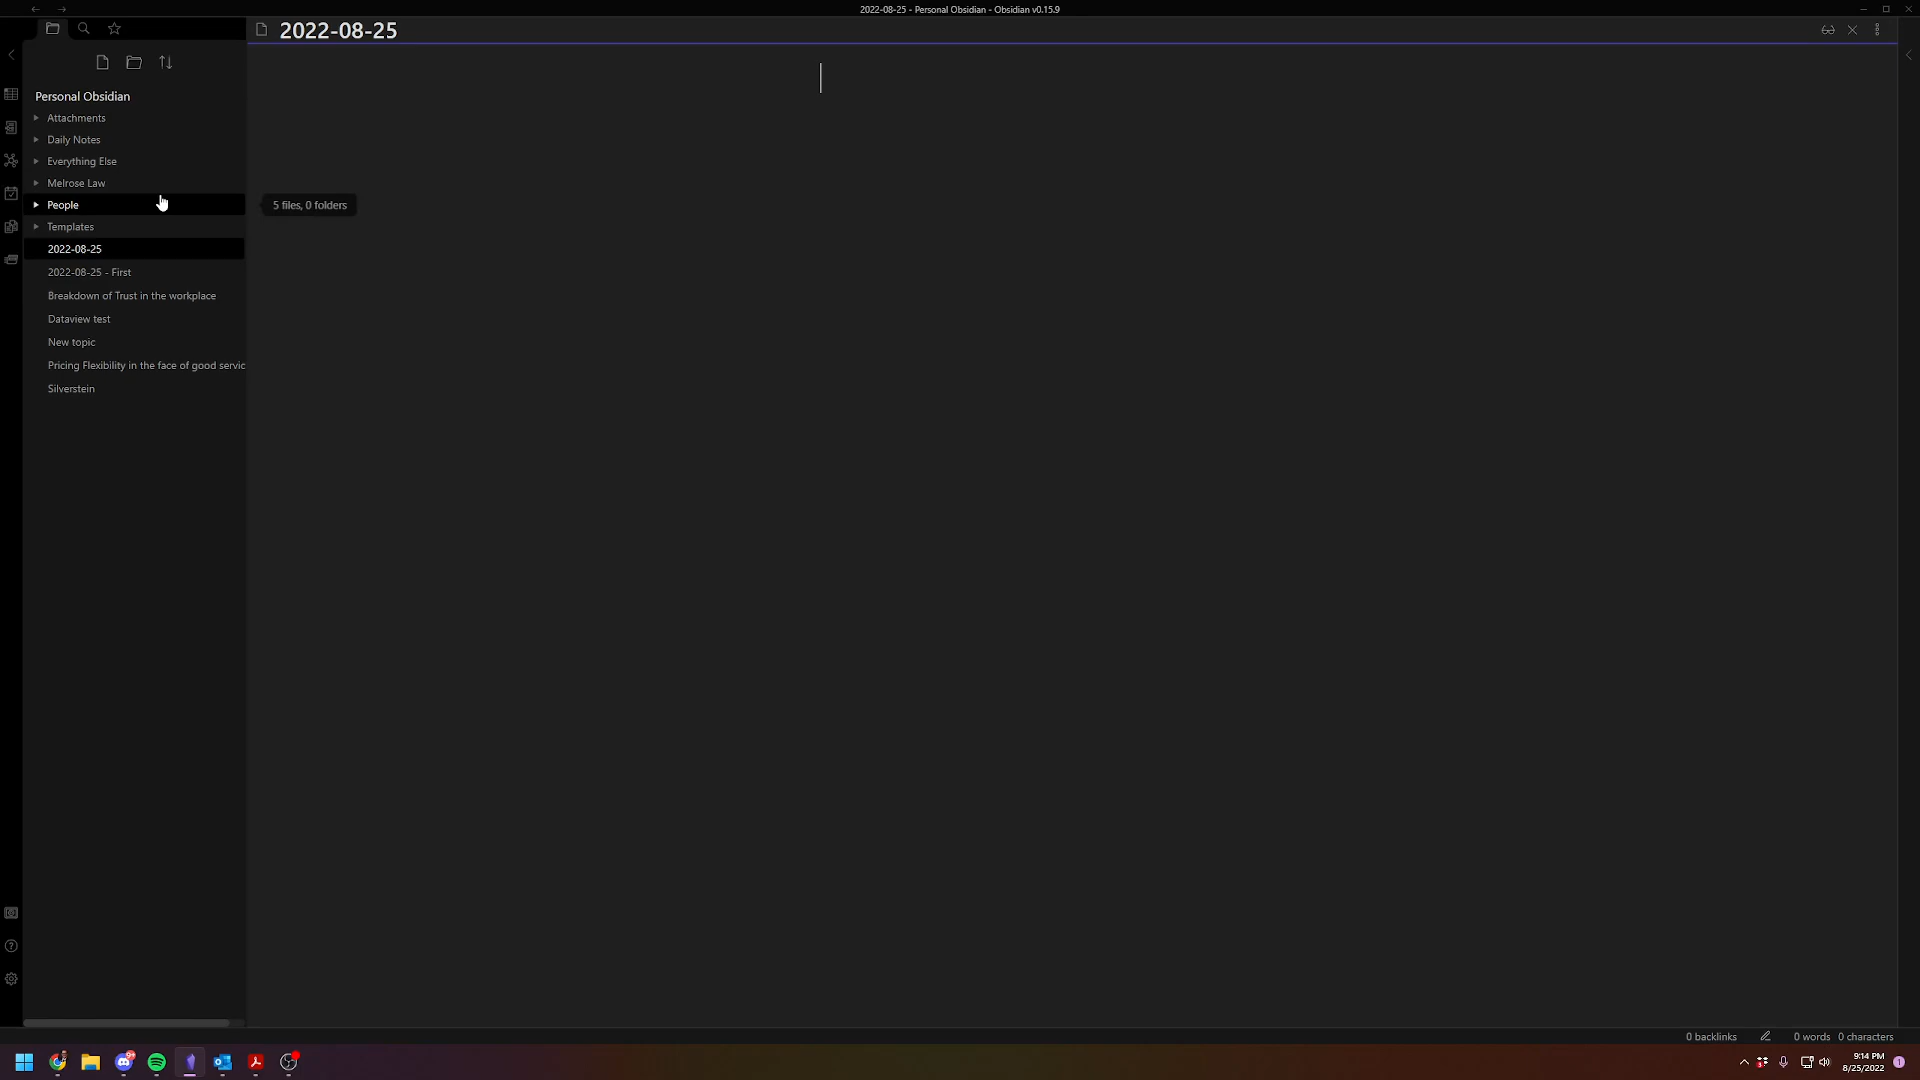 2022-08-25 - Personal Obsidian - Obsidian v0.15.9
2022-08-25
Personal Obsidian
Attachments
Daily Notes
Everything Else
Melrose Law
People
5 files, 0 folders
Templates
2022-08-25
2022-08-25 - First
Breakdown of Trust in the workplace
Dataview test
New topic
Pricing Flexibility in the face of good servic
Silverstein
0 backlinks
0 words 0 characters
9+
9:14 PM
8/25/2022
1